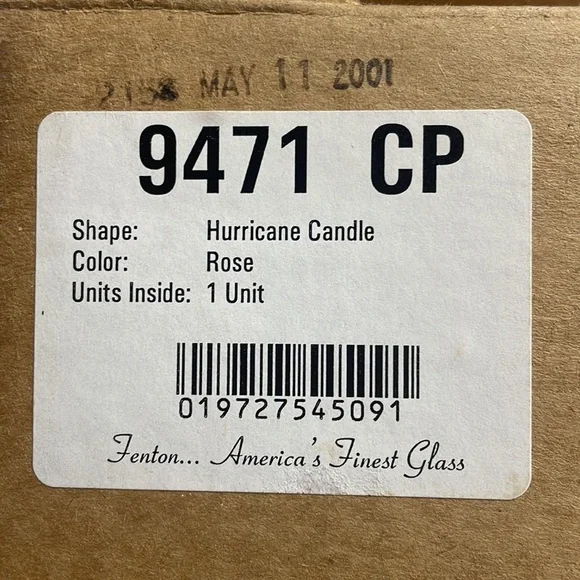 MAY 11 2001
9471 CP
Shape: Hurricane Candle
Color: Rose
Units Inside: 1 Unit
019727545091
Fenton... America's Finest Glass